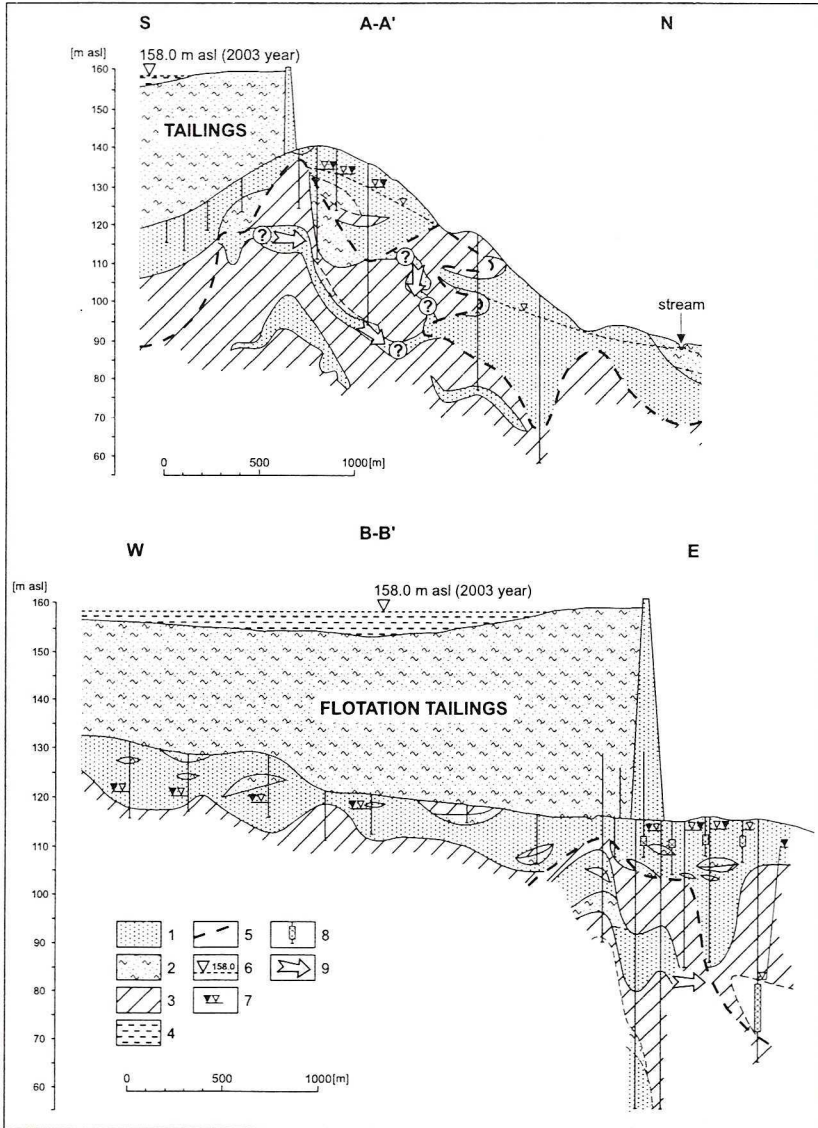 S A-A' N
[m asl] 158.0 m asl (2003 year)
160
150
TAILINGS
140
130
120
? ?
110
100
?
stream
90
?
80
70
60
0 500 1000 [m]
B-B'
W E
[m asl]
158.0 m asl (2003 year)
160
150
FLOTATION TAILINGS
140
130
120
110
100
90
80
70
60
1 5 8
2 158.0 6 9
3 7
4
0 500 1000 [m]